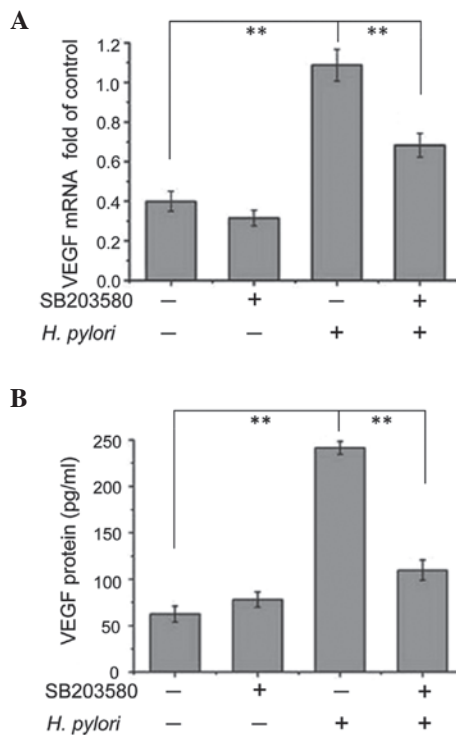 A
** **
VEGF mRNA fold of control
1.2
1.0
0.8
0.6
0.4
0.2
0.0
SB203580 – + – +
H. pylori – – + +
B
** **
VEGF protein (pg/ml)
250
200
150
100
50
0
SB203580 – + – +
H. pylori – – + +